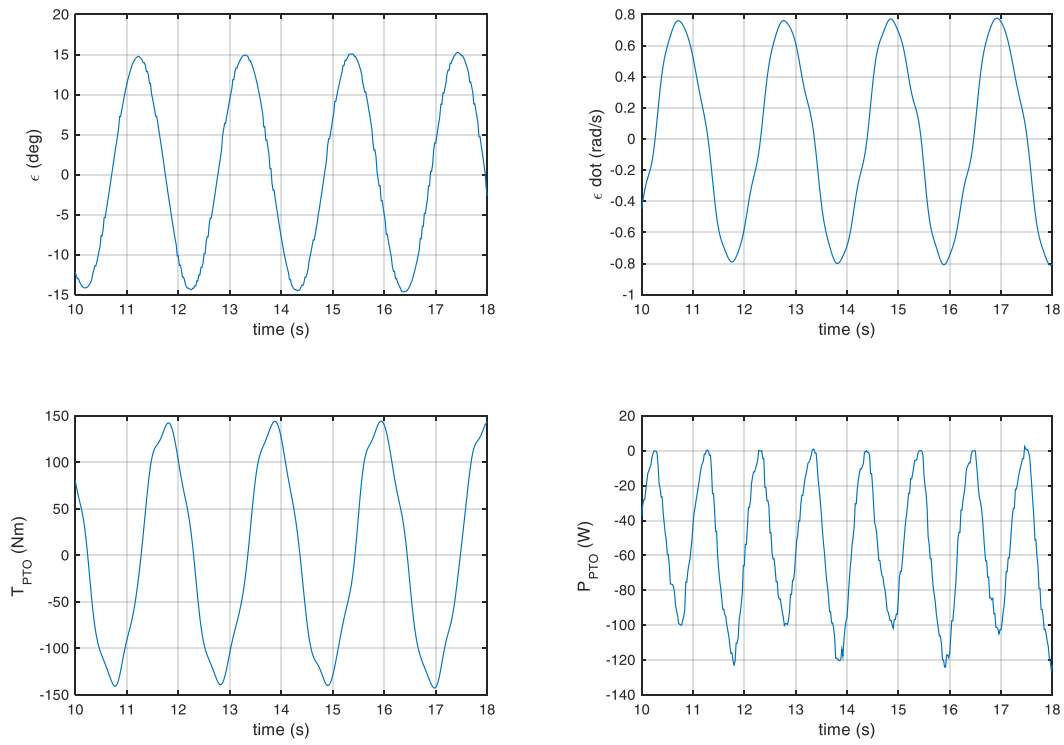 20
15
10
5
0
-5
-10
-15
ϵ (deg)
10 11 12 13 14 15 16 17 18
time (s)
0.8
0.6
0.4
0.2
0
-0.2
-0.4
-0.6
-0.8
-1
ϵ dot (rad/s)
10 11 12 13 14 15 16 17 18
time (s)
150
100
50
0
-50
-100
-150
T_PTO (Nm)
10 11 12 13 14 15 16 17 18
time (s)
20
0
-20
-40
-60
-80
-100
-120
-140
P_PTO (W)
10 11 12 13 14 15 16 17 18
time (s)